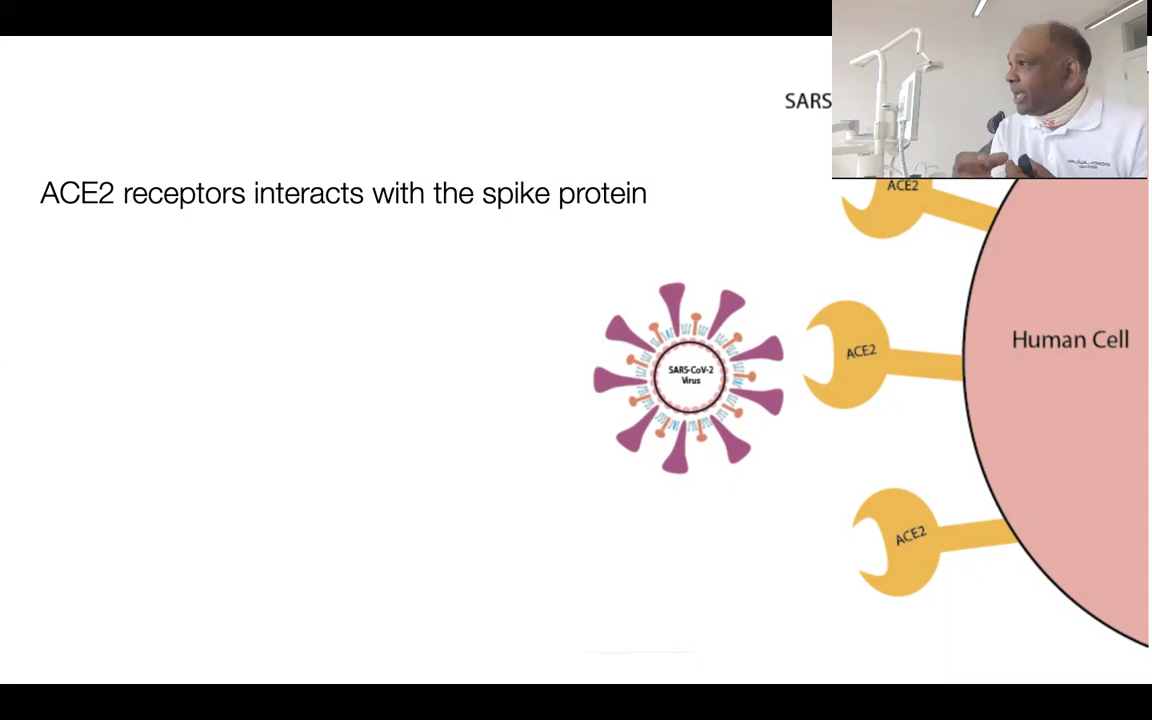 SARS
ACE2 receptors interacts with the spike protein
ACE2
Human Cell
ACE2
SARS-CoV-2
Virus
ACE2